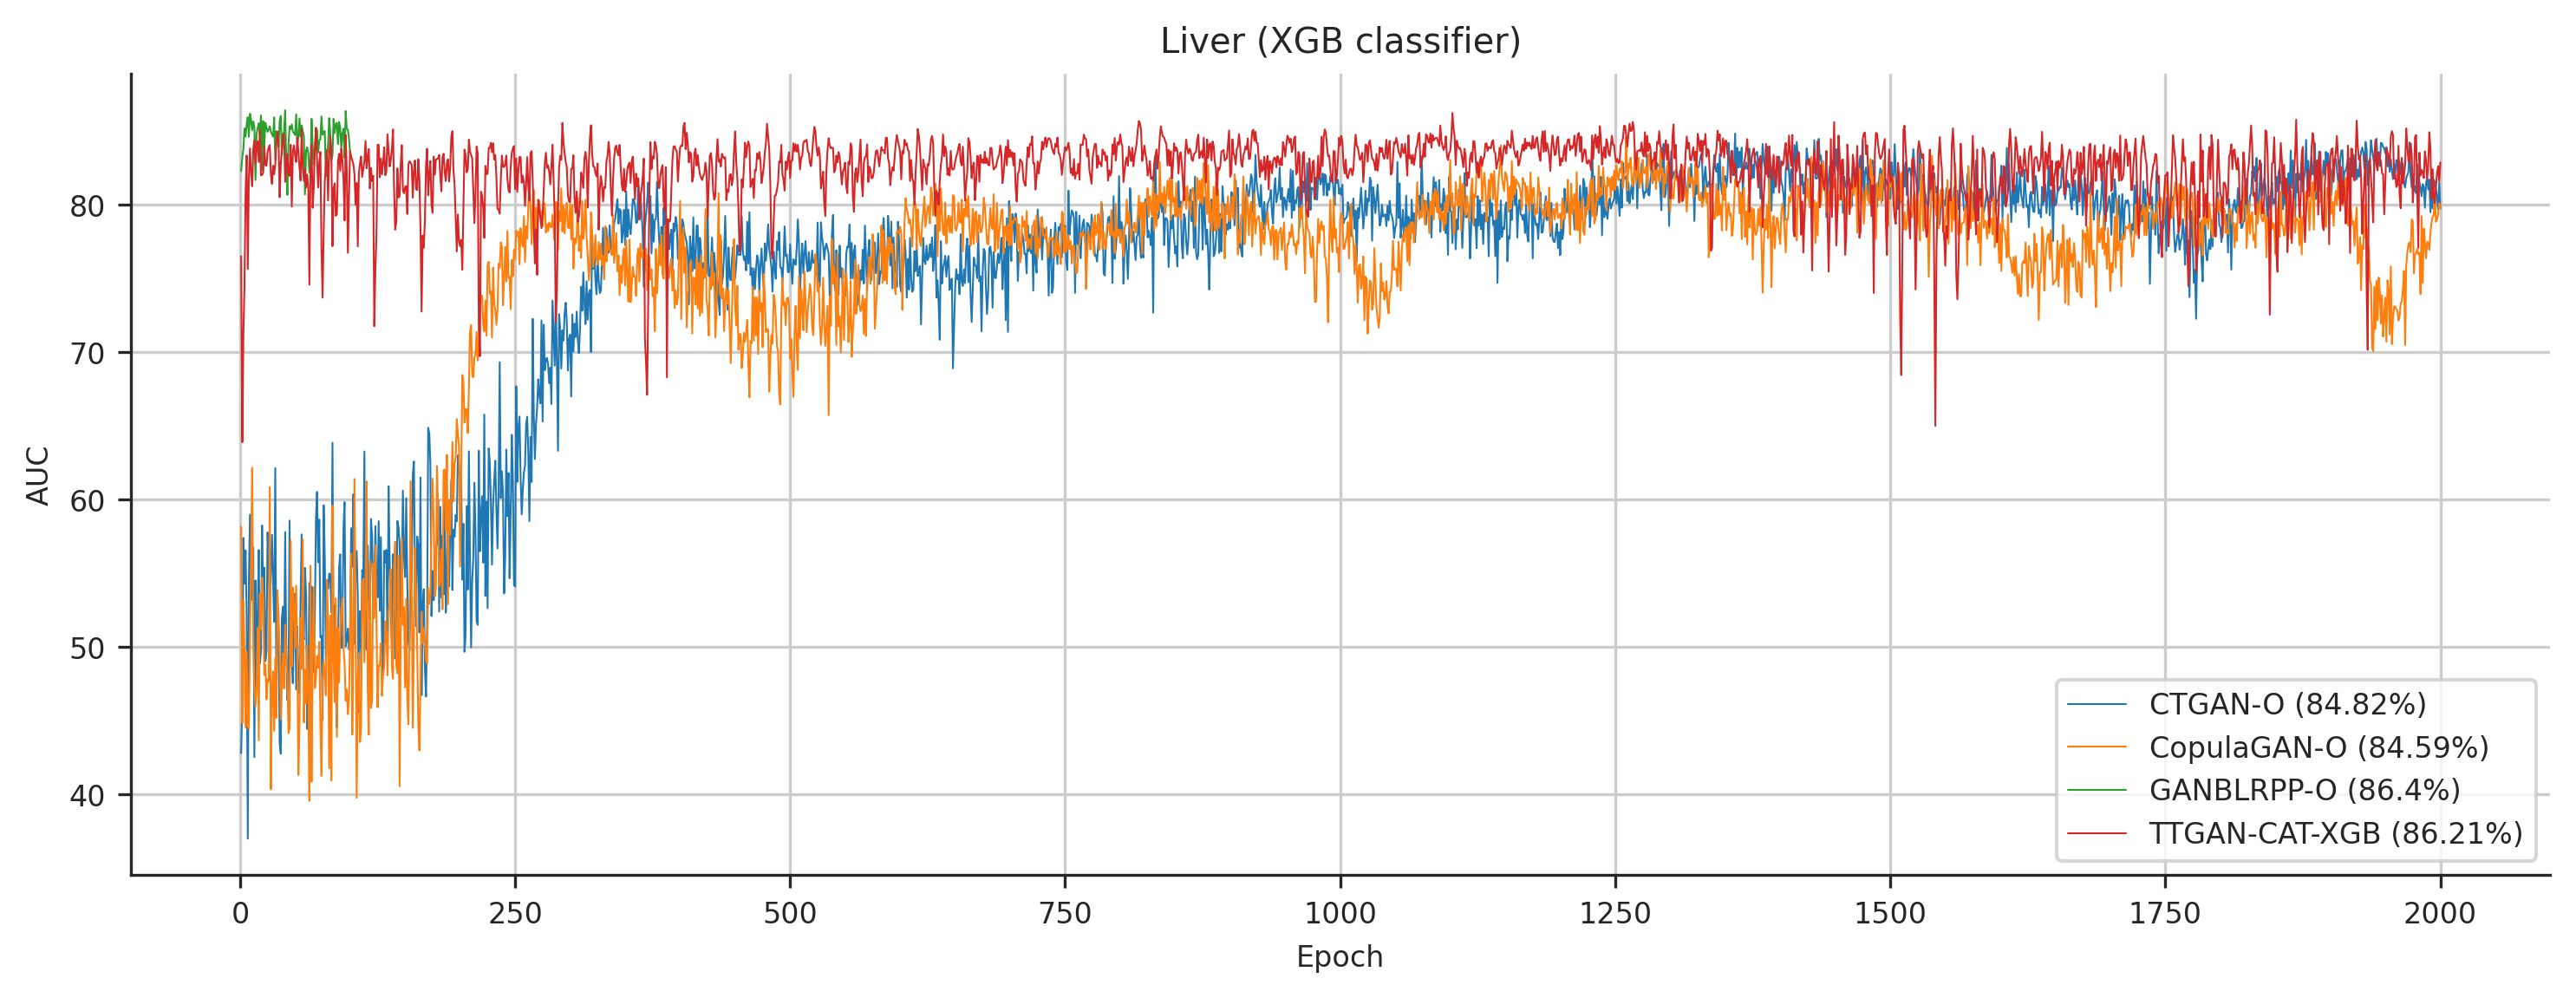 Liver (XGB classifier)
AUC
80
70
60
50
40
0 250 500 750 1000 1250 1500 1750 2000
Epoch
CTGAN-O (84.82%)
CopulaGAN-O (84.59%)
GANBLRPP-O (86.4%)
TTGAN-CAT-XGB (86.21%)